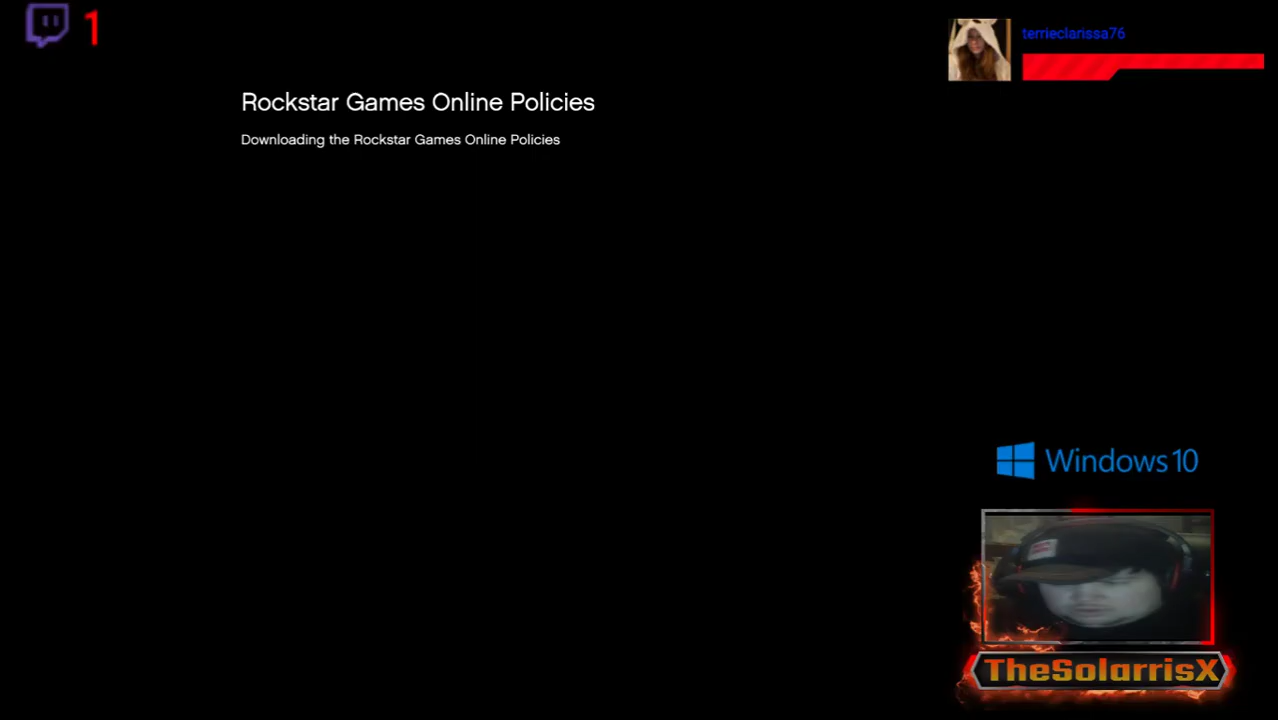 1
terrieclarissa76
Rockstar Games Online Policies
Downloading the Rockstar Games Online Policies
Windows 10
TheSolarrisX